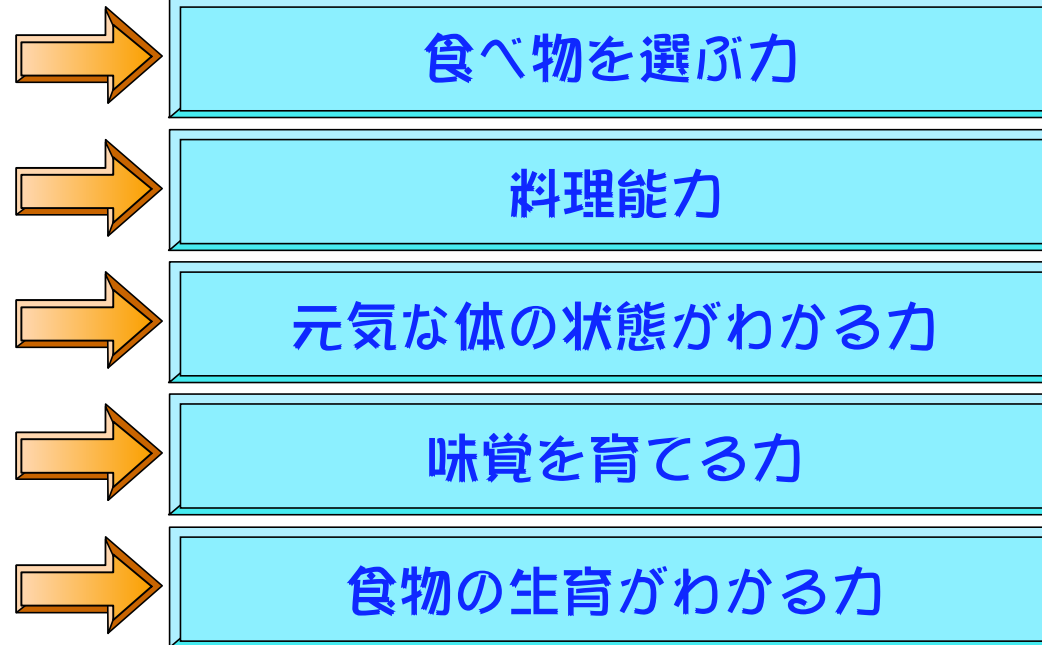 食べ物を選ぶ力
料理能力
元気な体の状態がわかる力
味覚を育てる力
食物の生育がわかる力